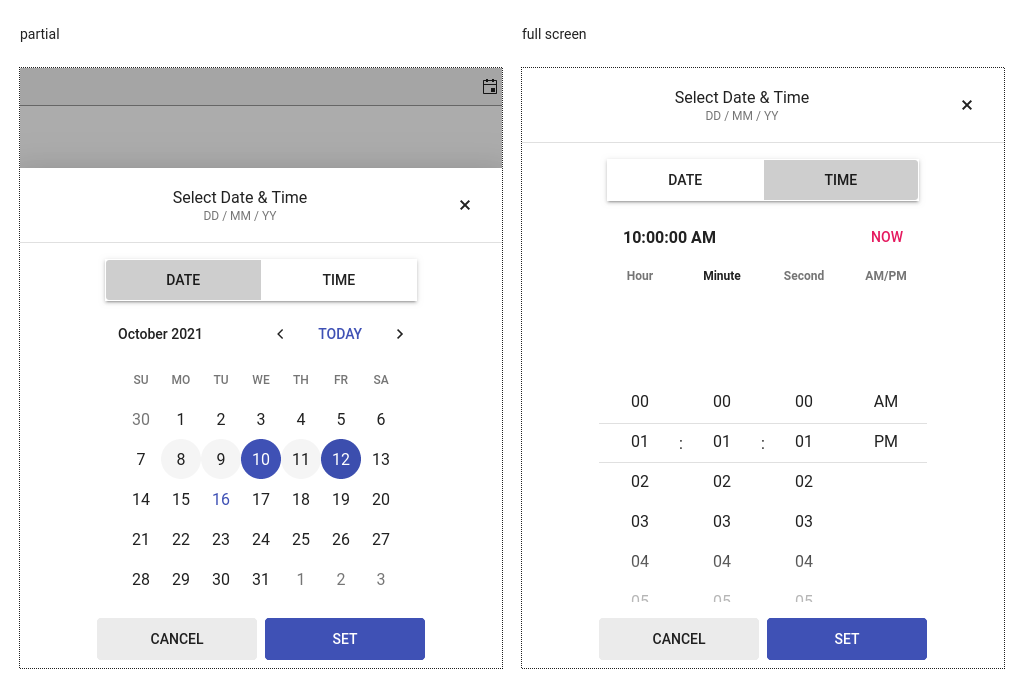 partial
Select Date & Time
DD / MM / YY
×
DATE TIME
October 2021 < TODAY >
SU MO TU WE TH FR SA
30 1 2 3 4 5 6
7 8 9 10 11 12 13
14 15 16 17 18 19 20
21 22 23 24 25 26 27
28 29 30 31 1 2 3
CANCEL SET
full screen
Select Date & Time
DD / MM / YY
×
DATE TIME
10:00:00 AM NOW
Hour Minute Second AM/PM
00 00 00 AM
01 : 01 : 01 PM
02 02 02
03 03 03
04 04 04
05 05 05
CANCEL SET